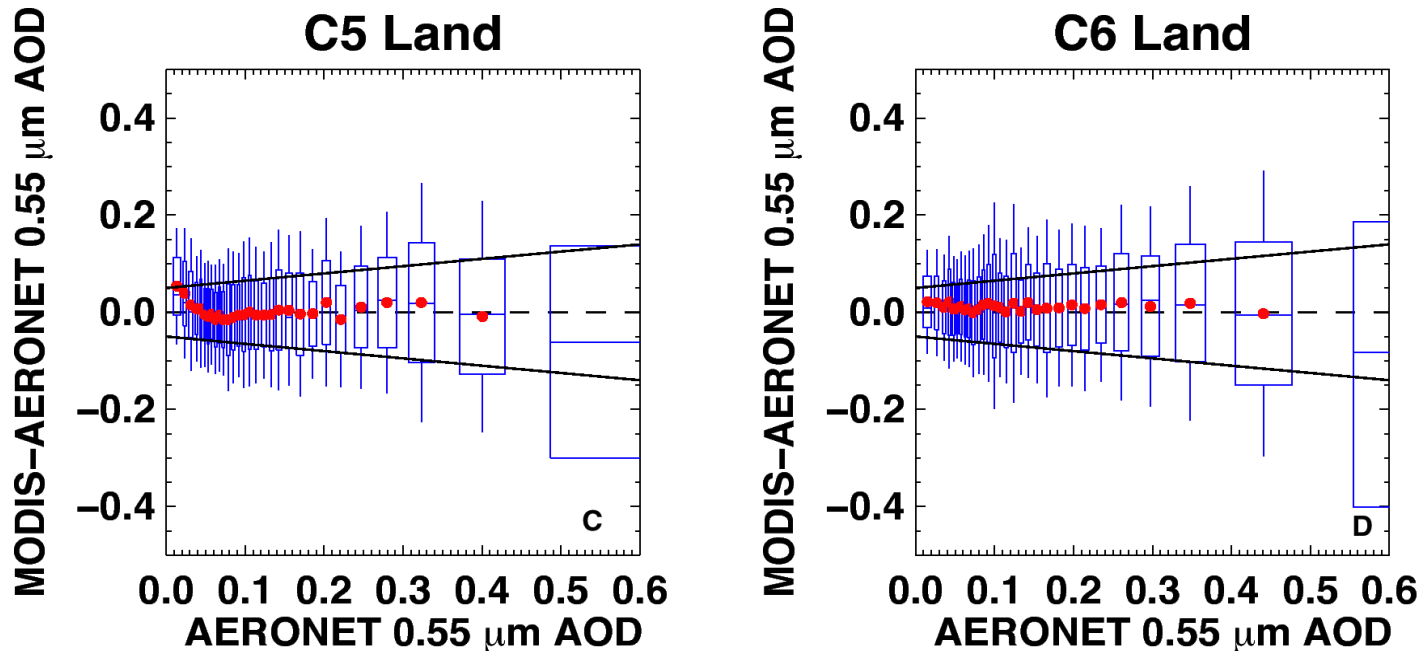 C5 Land
MODIS−AERONET 0.55 μm AOD
0.4
0.2
0.0
−0.2
−0.4
0.0 0.1 0.2 0.3 0.4 0.5 0.6
AERONET 0.55 μm AOD
C
C6 Land
MODIS−AERONET 0.55 μm AOD
0.4
0.2
0.0
−0.2
−0.4
0.0 0.1 0.2 0.3 0.4 0.5 0.6
AERONET 0.55 μm AOD
D